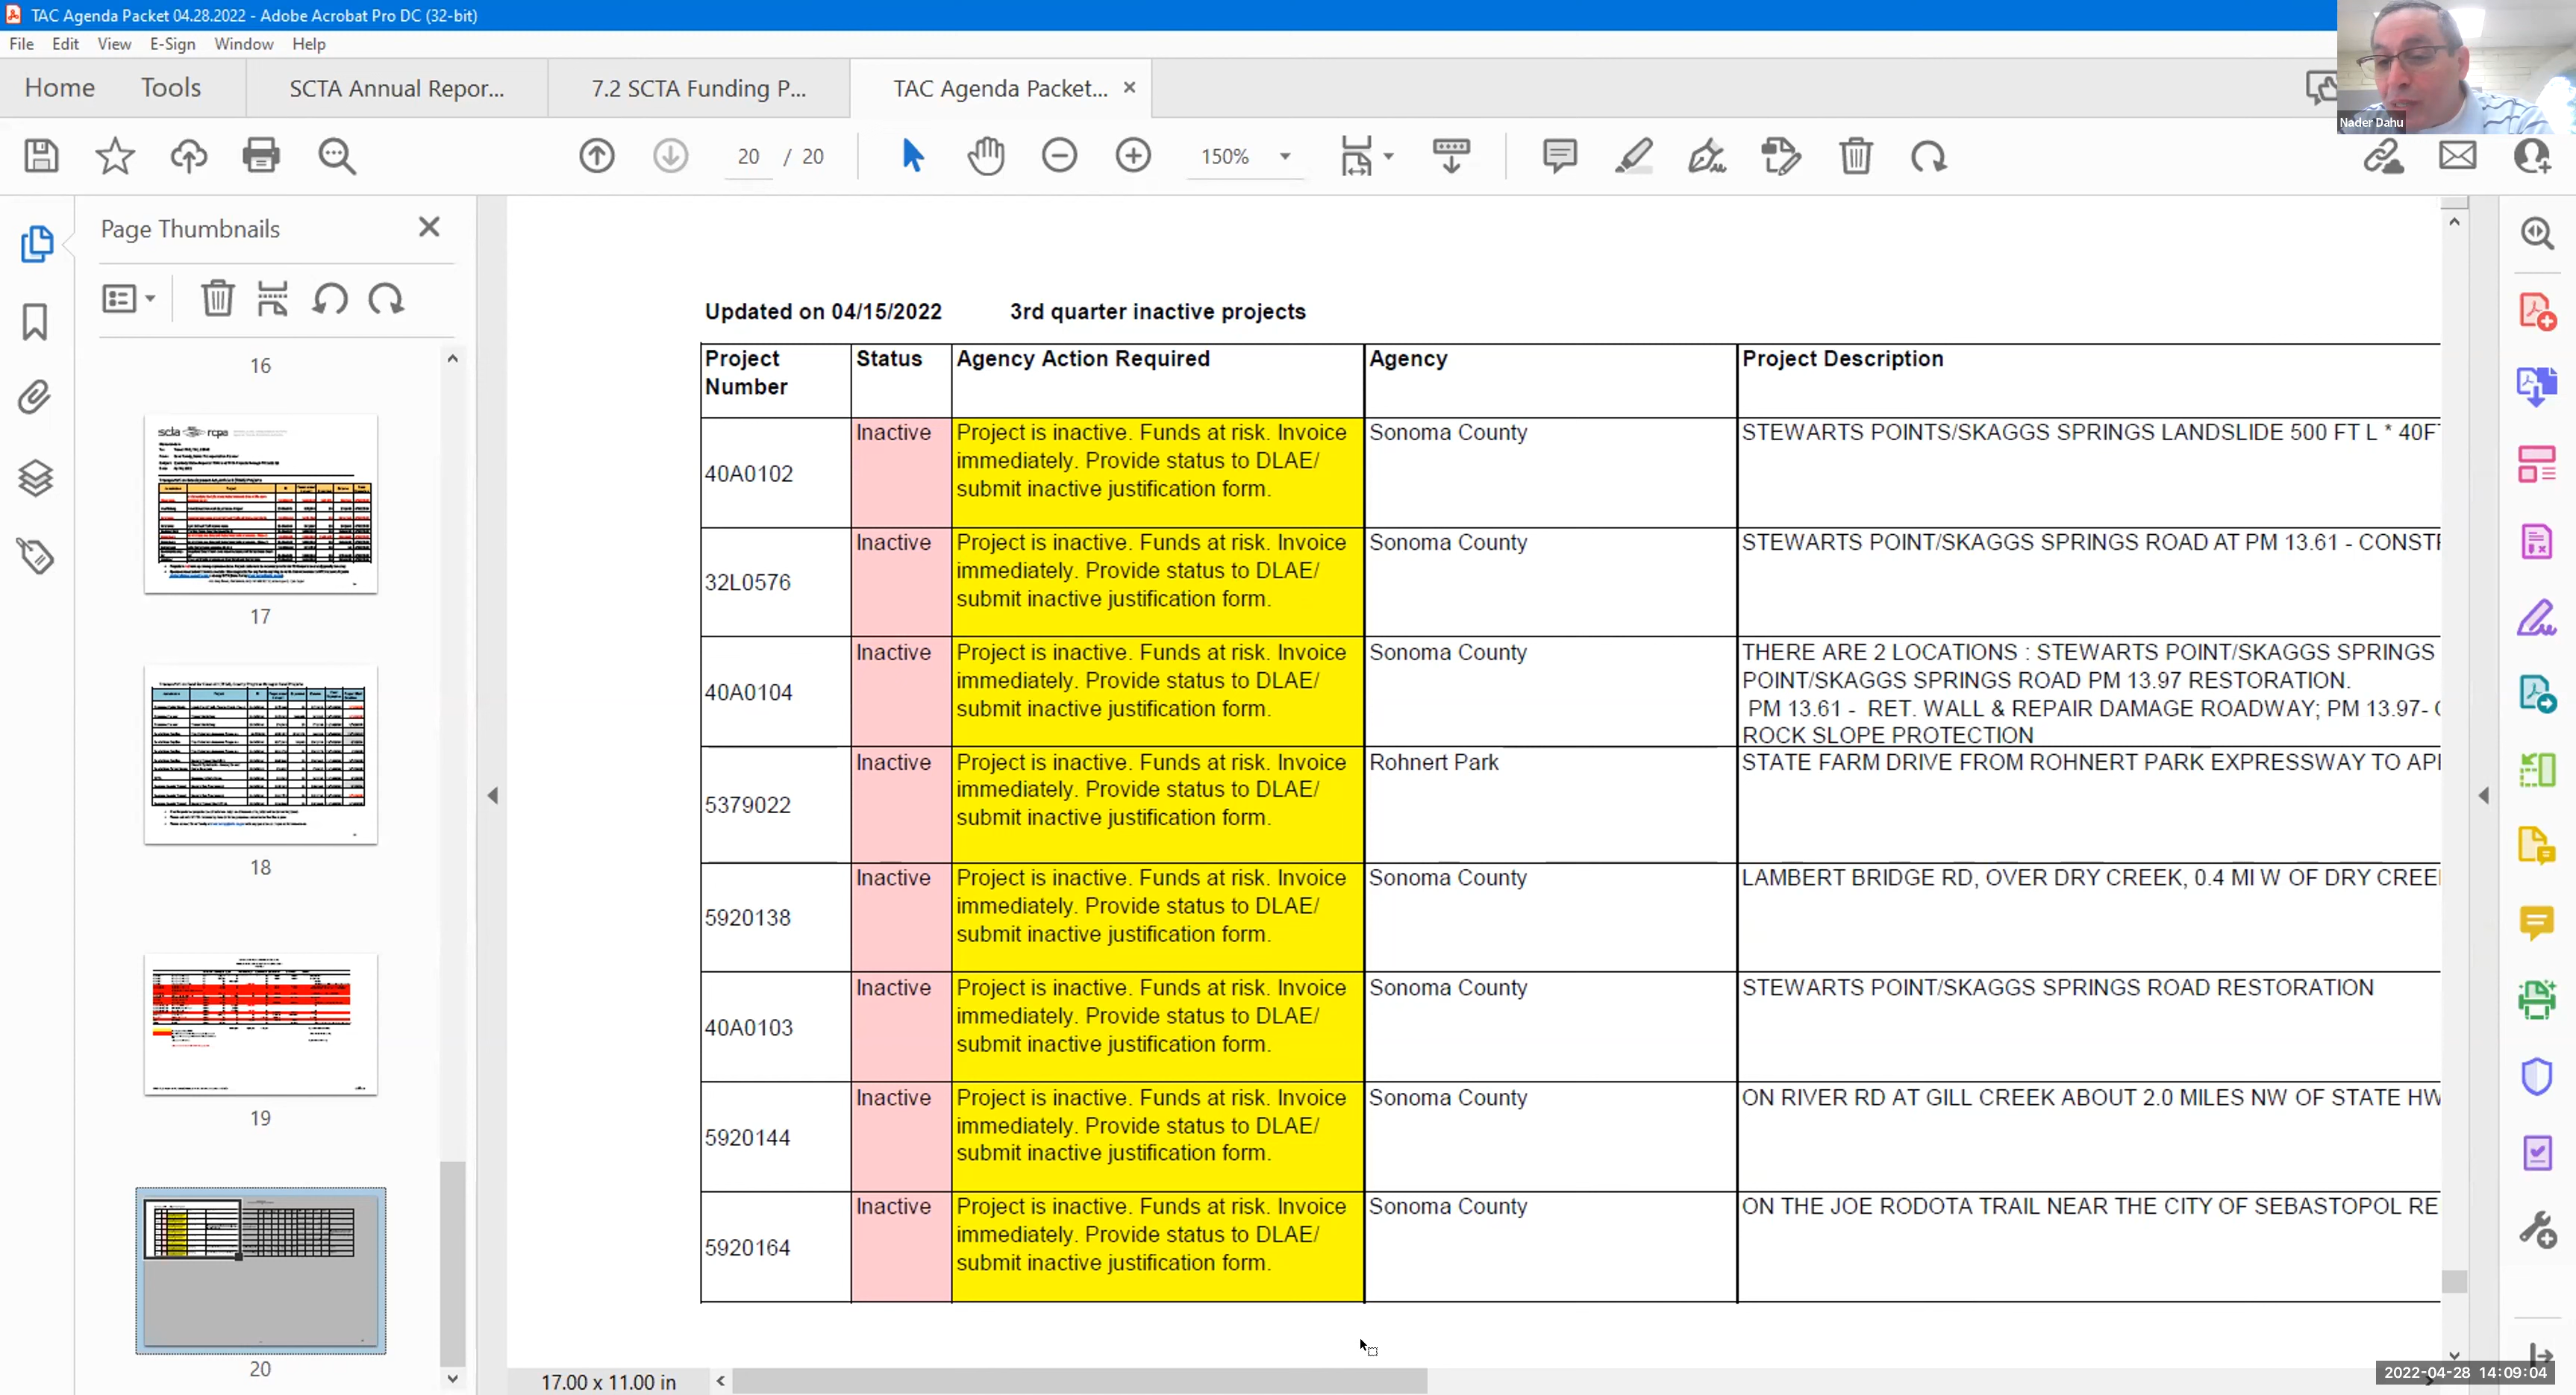 TAC Agenda Packet 04.28.2022 - Adobe Acrobat Pro DC (32-bit)
File Edit View E-Sign Window Help
Home Tools SCTA Annual Repor... 7.2 SCTA Funding P... TAC Agenda Packet...
Nader Dahu
20 / 20 150%
Page Thumbnails
16
scta rcpa
17
18
19
20
Updated on 04/15/2022 3rd quarter inactive projects
Project Number Status Agency Action Required Agency Project Description
40A0102 Inactive Project is inactive. Funds at risk. Invoice immediately. Provide status to DLAE/ submit inactive justification form. Sonoma County STEWARTS POINTS/SKAGGS SPRINGS LANDSLIDE 500 FT L * 40FT
32L0576 Inactive Project is inactive. Funds at risk. Invoice immediately. Provide status to DLAE/ submit inactive justification form. Sonoma County STEWARTS POINT/SKAGGS SPRINGS ROAD AT PM 13.61 - CONSTR
40A0104 Inactive Project is inactive. Funds at risk. Invoice immediately. Provide status to DLAE/ submit inactive justification form. Sonoma County THERE ARE 2 LOCATIONS : STEWARTS POINT/SKAGGS SPRINGS
POINT/SKAGGS SPRINGS ROAD PM 13.97 RESTORATION.
PM 13.61 - RET. WALL & REPAIR DAMAGE ROADWAY; PM 13.97-
ROCK SLOPE PROTECTION
5379022 Inactive Project is inactive. Funds at risk. Invoice immediately. Provide status to DLAE/ submit inactive justification form. Rohnert Park STATE FARM DRIVE FROM ROHNERT PARK EXPRESSWAY TO
5920138 Inactive Project is inactive. Funds at risk. Invoice immediately. Provide status to DLAE/ submit inactive justification form. Sonoma County LAMBERT BRIDGE RD, OVER DRY CREEK, 0.4 MI W OF DRY CREE
40A0103 Inactive Project is inactive. Funds at risk. Invoice immediately. Provide status to DLAE/ submit inactive justification form. Sonoma County STEWARTS POINT/SKAGGS SPRINGS ROAD RESTORATION
5920144 Inactive Project is inactive. Funds at risk. Invoice immediately. Provide status to DLAE/ submit inactive justification form. Sonoma County ON RIVER RD AT GILL CREEK ABOUT 2.0 MILES NW OF STATE HW
5920164 Inactive Project is inactive. Funds at risk. Invoice immediately. Provide status to DLAE/ submit inactive justification form. Sonoma County ON THE JOE RODOTA TRAIL NEAR THE CITY OF SEBASTOPOL RE
17.00 x 11.00 in
2022-04-28 14:09:04